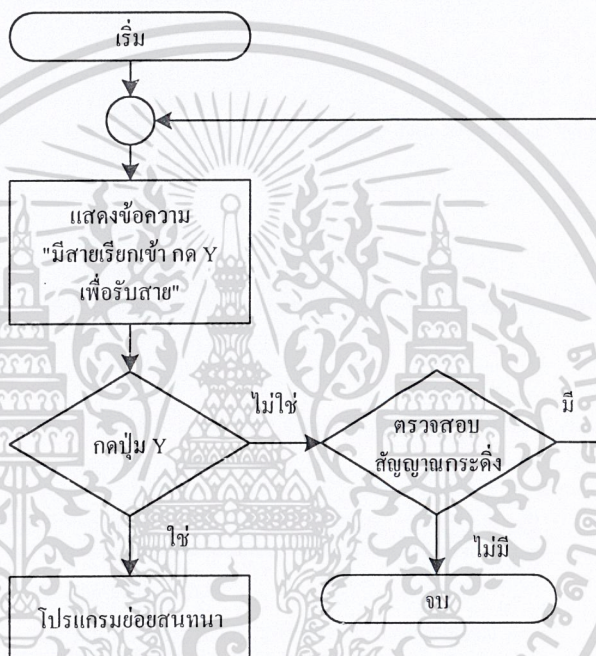 เริ่ม
แสดงข้อความ
"มีสายเรียกเข้า กด Y
เพื่อรับสาย"
กดปุ่ม Y
ไม่ใช่
ตรวจสอบ
สัญญาณกระดิ่ง
มี
ใช่
ไม่มี
โปรแกรมย่อยสนทนา
จบ